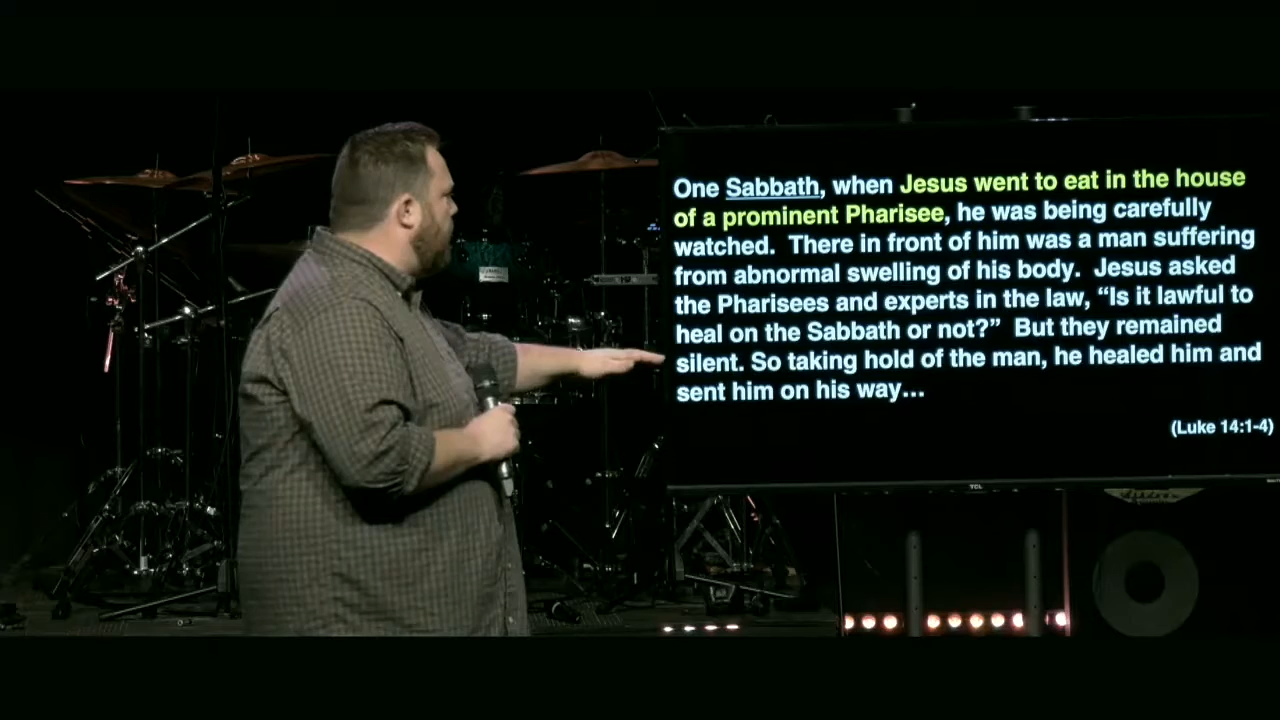 One Sabbath, when Jesus went to eat in the house
of a prominent Pharisee, he was being carefully
watched.  There in front of him was a man suffering
from abnormal swelling of his body.  Jesus asked
the Pharisees and experts in the law, “Is it lawful to
heal on the Sabbath or not?”  But they remained
silent. So taking hold of the man, he healed him and
sent him on his way…
(Luke 14:1-4)
TCL